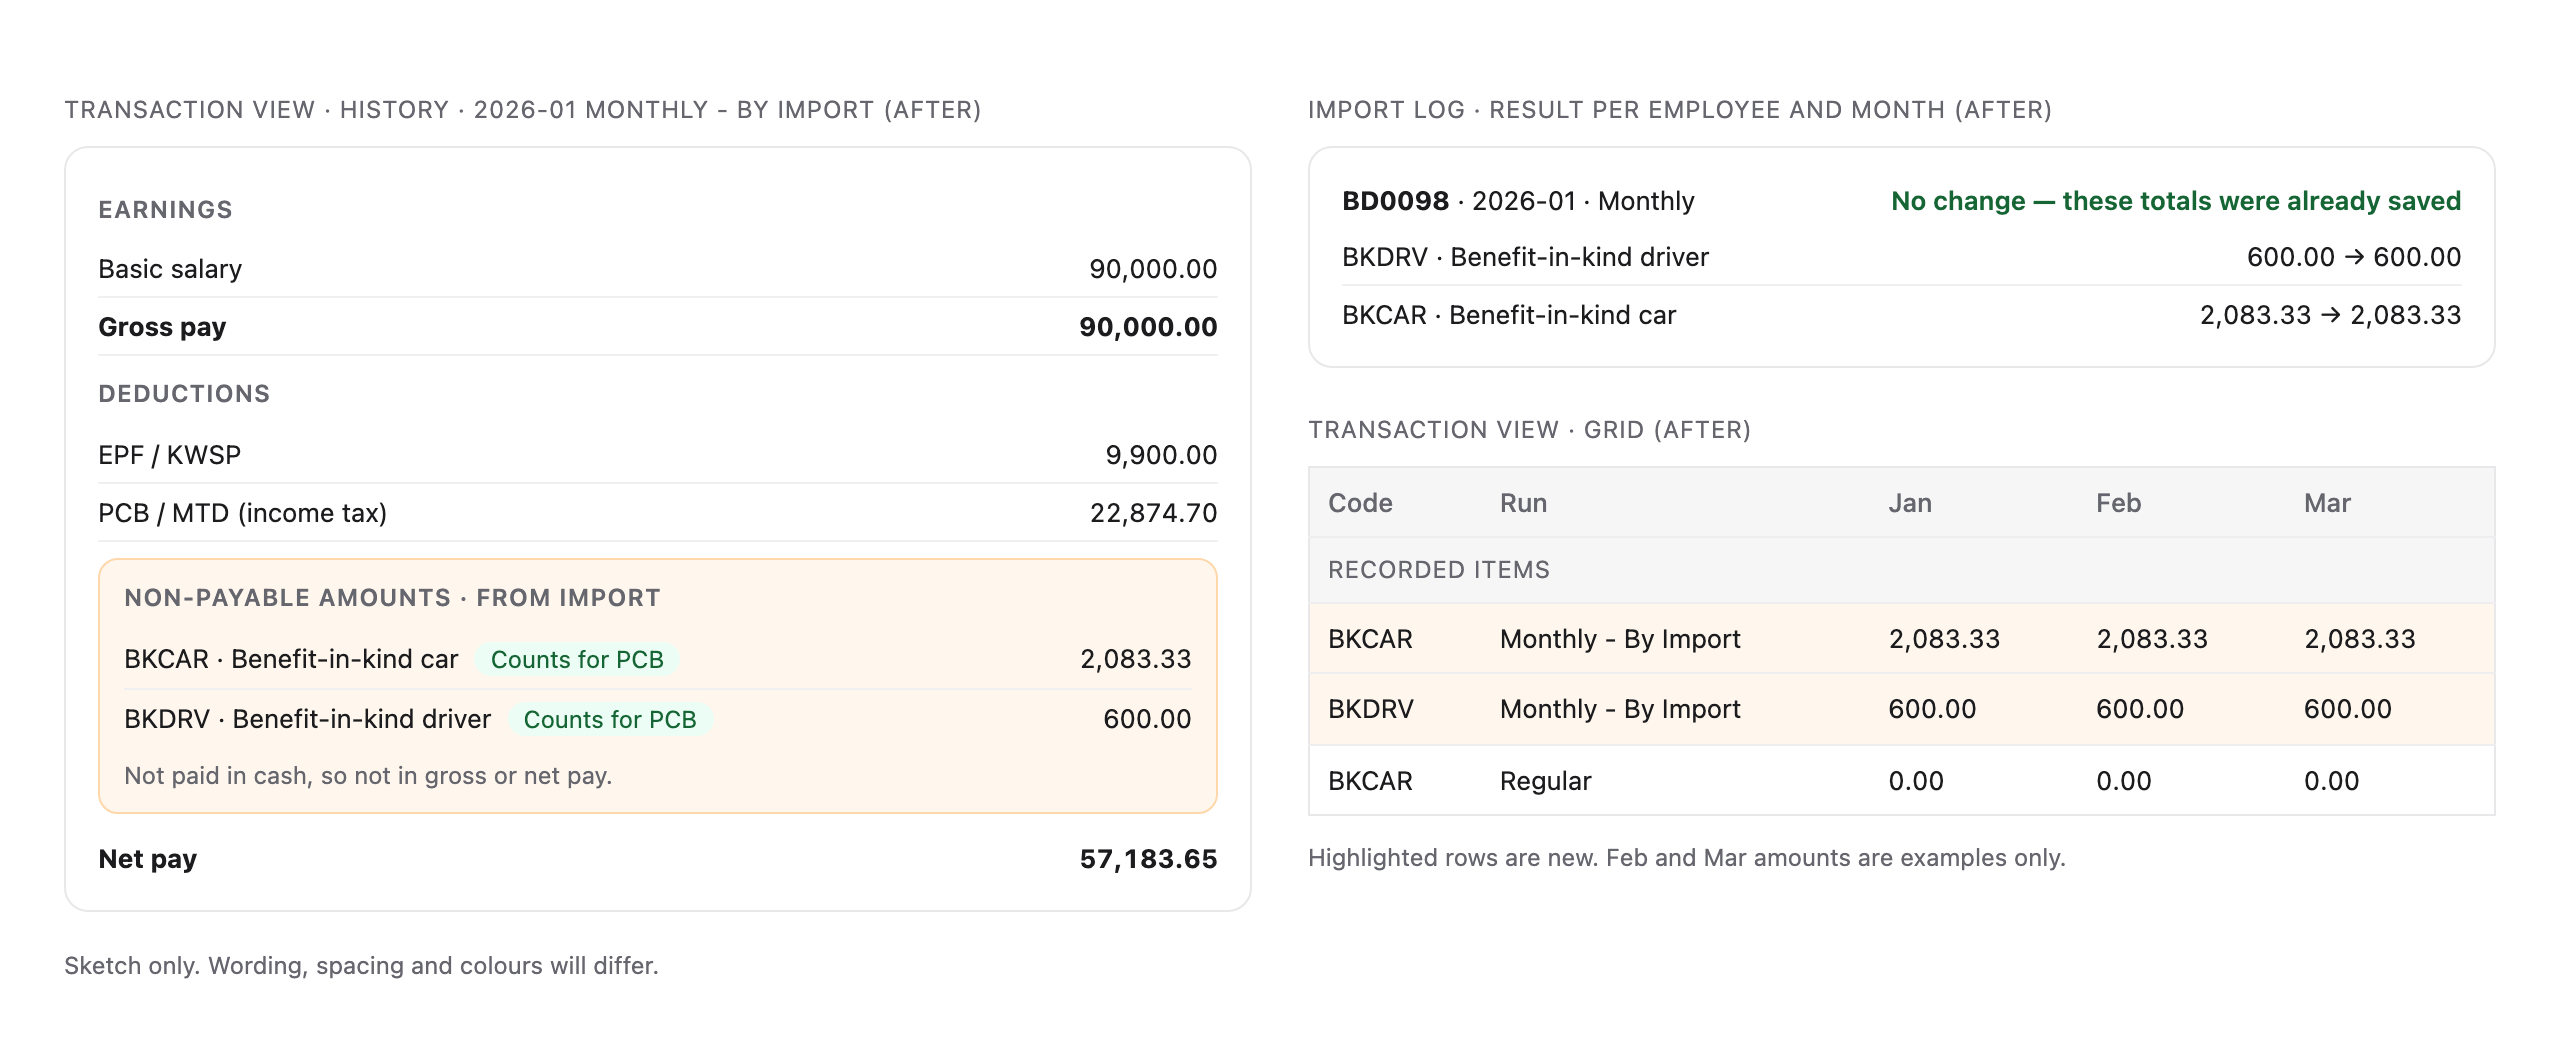 TRANSACTION VIEW · HISTORY · 2026-01 MONTHLY - BY IMPORT (AFTER)
EARNINGS
Basic salary 90,000.00
Gross pay 90,000.00
DEDUCTIONS
EPF / KWSP 9,900.00
PCB / MTD (income tax) 22,874.70
NON-PAYABLE AMOUNTS · FROM IMPORT
BKCAR · Benefit-in-kind car Counts for PCB 2,083.33
BKDRV · Benefit-in-kind driver Counts for PCB 600.00
Not paid in cash, so not in gross or net pay.
Net pay 57,183.65
Sketch only. Wording, spacing and colours will differ.
IMPORT LOG · RESULT PER EMPLOYEE AND MONTH (AFTER)
BD0098 · 2026-01 · Monthly No change — these totals were already saved
BKDRV · Benefit-in-kind driver 600.00 → 600.00
BKCAR · Benefit-in-kind car 2,083.33 → 2,083.33
TRANSACTION VIEW · GRID (AFTER)
Code Run Jan Feb Mar
RECORDED ITEMS
BKCAR Monthly - By Import 2,083.33 2,083.33 2,083.33
BKDRV Monthly - By Import 600.00 600.00 600.00
BKCAR Regular 0.00 0.00 0.00
Highlighted rows are new. Feb and Mar amounts are examples only.